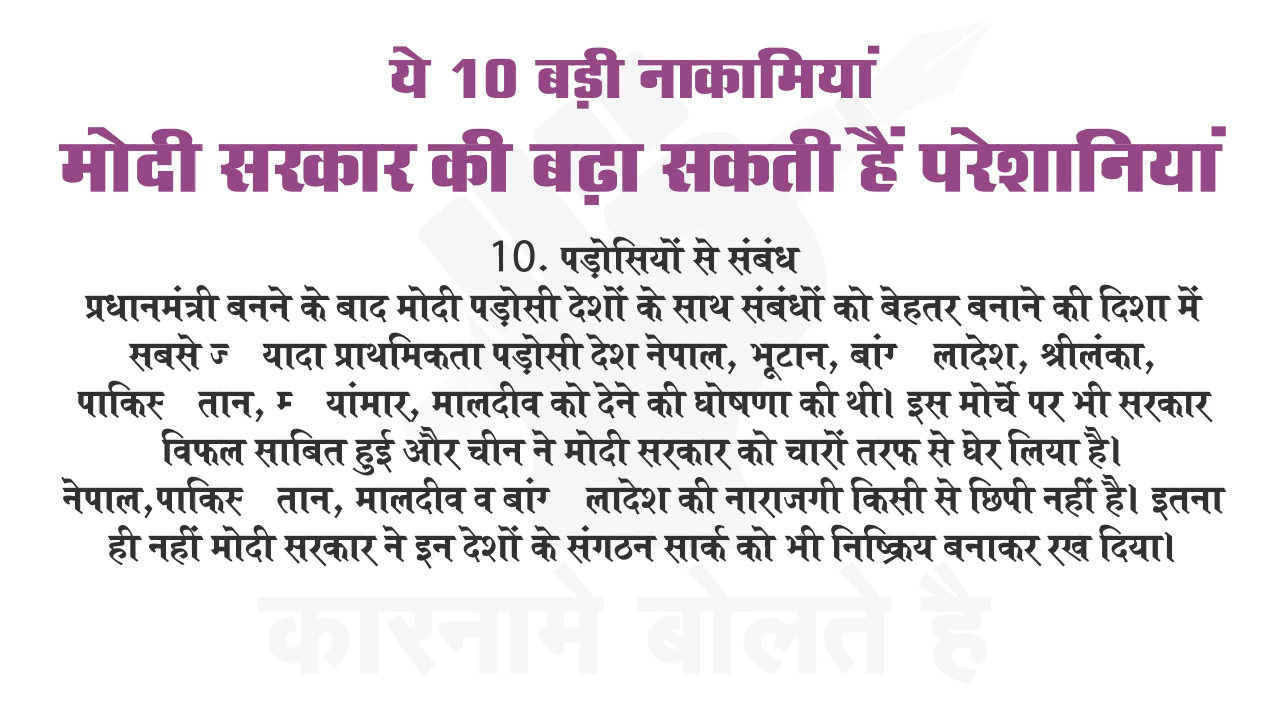 ये 10 बड़ी नाकामियां
मोदी सरकार की बढ़ा सकती हैं परेशानियां
10. पड़ोसियों से संबंध
प्रधानमंत्री बनने के बाद मोदी पड़ोसी देशों के साथ संबंधों को बेहतर बनाने की दिशा में
सबसे ज्‍ यादा प्राथमिकता पड़ोसी देश नेपाल, भूटान, बांग्‍ लादेश, श्रीलंका,
पाकिस्‍ तान, म्‍ यांमार, मालदीव को देने की घोषणा की थी। इस मोर्चे पर भी सरकार
विफल साबित हुई और चीन ने मोदी सरकार को चारों तरफ से घेर लिया है।
नेपाल,पाकिस्‍ तान, मालदीव व बांग्‍ लादेश की नाराजगी किसी से छिपी नहीं है। इतना
ही नहीं मोदी सरकार ने इन देशों के संगठन सार्क को भी निष्क्रिय बनाकर रख दिया।
कारनामे बोलते है